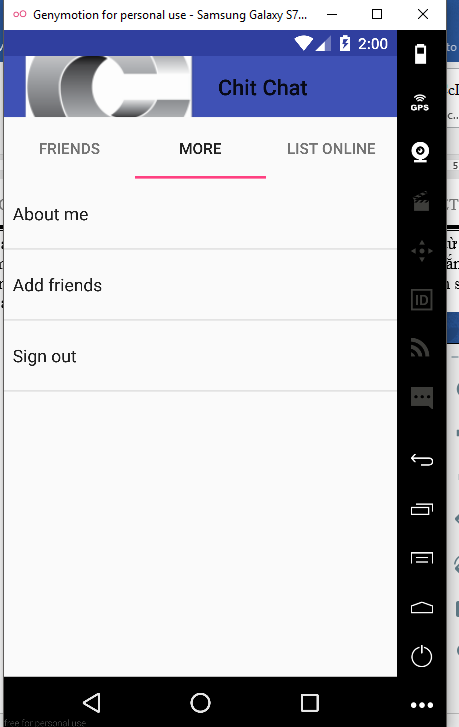 Genymotion for personal use - Samsung Galaxy S7...
2:00
Chit Chat
GPS
FRIENDS MORE LIST ONLINE
About me
Add friends
ID
Sign out
free for personal use